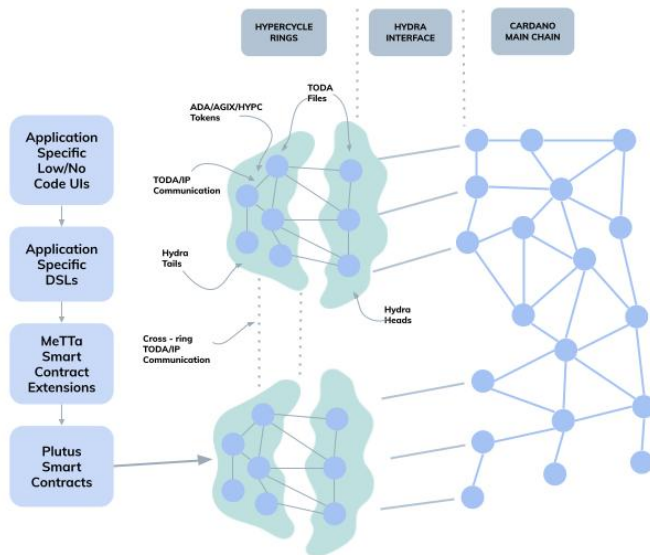 HYPERCYCLE
RINGS
HYDRA
INTERFACE
CARDANO
MAIN CHAIN
TODA
Files
ADA/AGIX/HYPC
Tokens
TODA/IP
Communication
Hydra
Tails
Hydra
Heads
Cross - ring
TODA/IP
Communication
Application
Specific
Low/No
Code UIs
Application
Specific
DSLs
MeTTa
Smart
Contract
Extensions
Plutus
Smart
Contracts